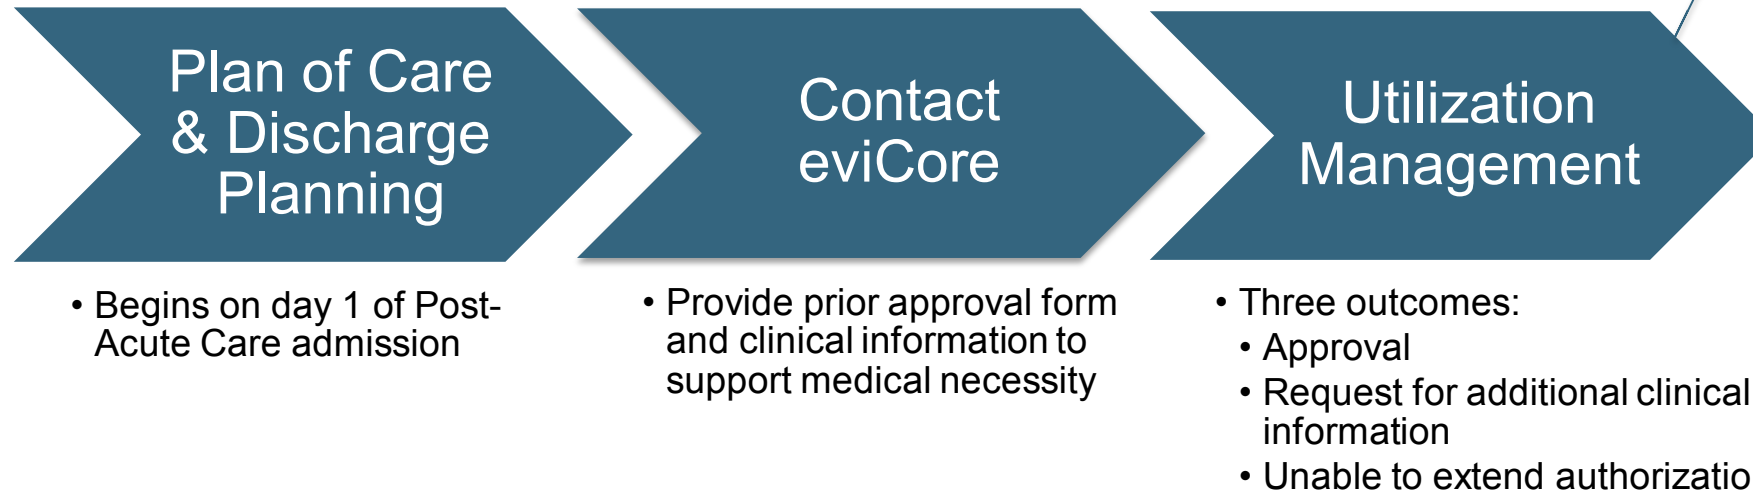 Plan of Care
& Discharge
Planning
• Begins on day 1 of Post-
Acute Care admission
Contact
eviCore
• Provide prior approval form
and clinical information to
support medical necessity
Utilization
Management
• Three outcomes:
• Approval
• Request for additional clinical
information
• Unable to extend authorizatio